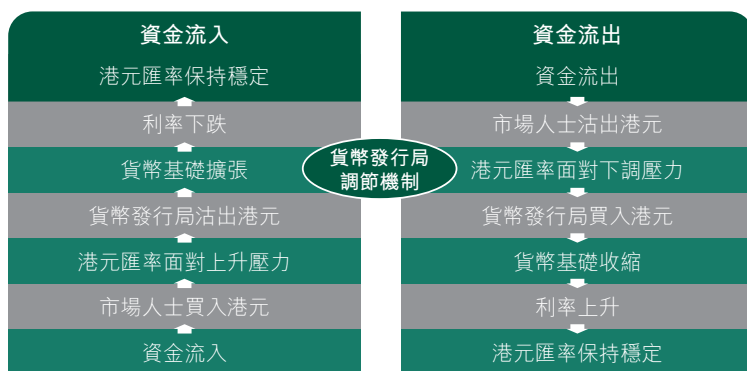 資金流入
港元匯率保持穩定
利率下跌
貨幣基礎擴張
貨幣發行局沽出港元
港元匯率面對上升壓力
市場人士買入港元
資金流入
貨幣發行局
調節機制
資金流出
資金流出
市場人士沽出港元
港元匯率面對下調壓力
貨幣發行局買入港元
貨幣基礎收縮
利率上升
港元匯率保持穩定